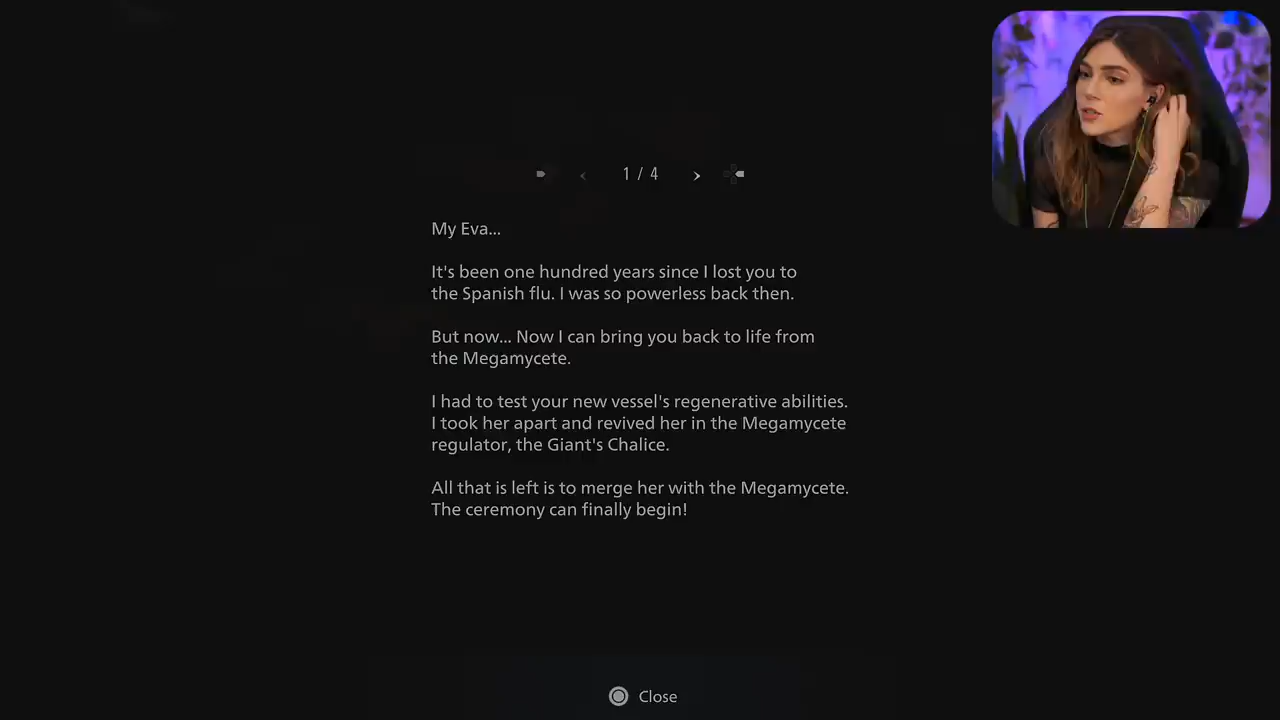 1 / 4
My Eva...
It's been one hundred years since I lost you to
the Spanish flu. I was so powerless back then.
But now... Now I can bring you back to life from
the Megamycete.
I had to test your new vessel's regenerative abilities.
I took her apart and revived her in the Megamycete
regulator, the Giant's Chalice.
All that is left is to merge her with the Megamycete.
The ceremony can finally begin!
Close